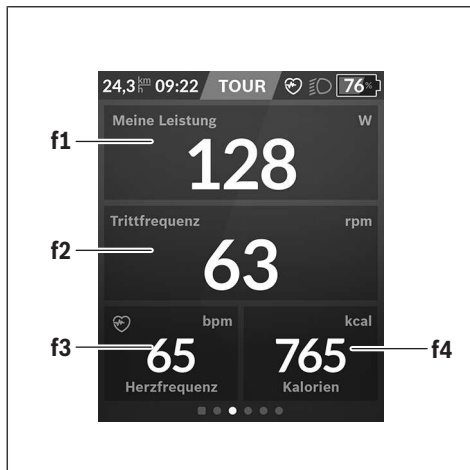 24,3 km/h 09:22 TOUR 76%
Meine Leistung W
f1
128
Trittfrequenz rpm
f2
63
bpm kcal
f3 65 765 f4
Herzfrequenz Kalorien